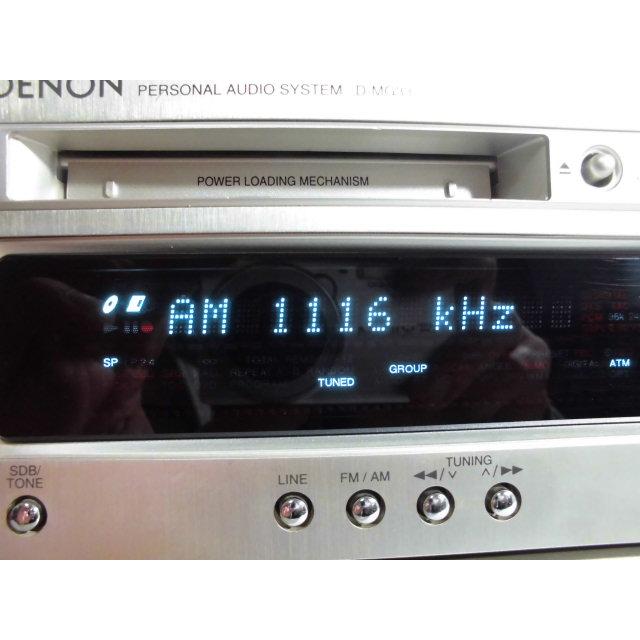 DENON PERSONAL AUDIO SYSTEM
POWER LOADING MECHANISM
AM 1116 kHz
SP
GROUP
ATM
TUNED
SDB/
TONE
LINE
FM / AM
TUNING